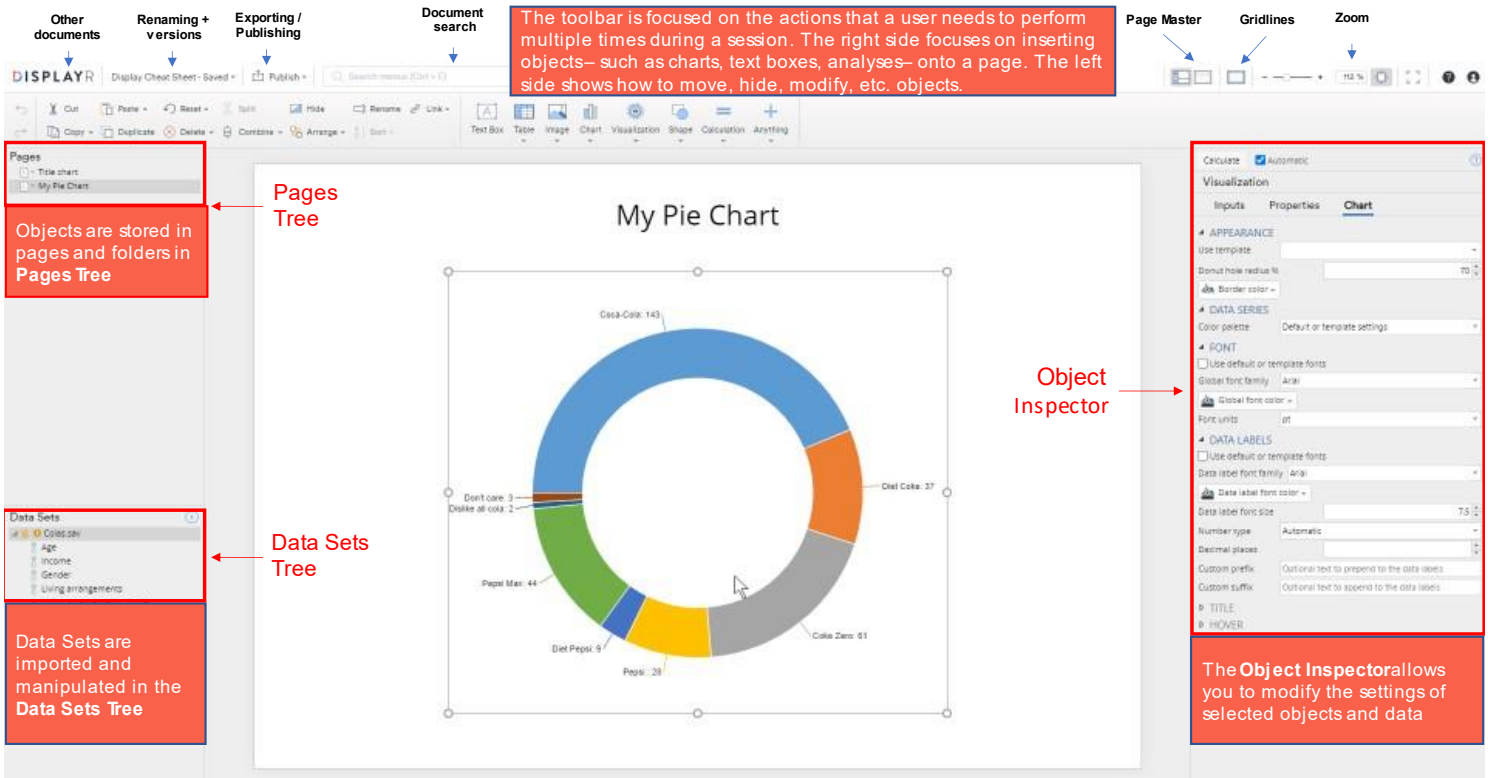 Other
documents
Renaming +
versions
Exporting /
Publishing
Document
search
The toolbar is focused on the actions that a user needs to perform
multiple times during a session. The right side focuses on inserting
objects– such as charts, text boxes, analyses– onto a page. The left
side shows how to move, hide, modify, etc. objects.
Page Master
Gridlines
Zoom
DISPLAYR
Display Cheat Sheet - Saved
Publish
Search menus (Ctrl + /)
Cut
Paste
Reset
Split
Hide
Rename
Link
Copy
Duplicate
Delete
Combine
Arrange
Sort
Text Box
Table
Image
Chart
Visualization
Shape
Calculation
Anything
Pages
Title chart
My Pie Chart
Pages
Tree
Objects are stored in
pages and folders in
Pages Tree
My Pie Chart
Coca-Cola: 143
Diet Coke: 37
Coke Zero: 61
Pepsi : 28
Diet Pepsi: 9
Pepsi Max: 44
Dislike all cola: 2
Don't care: 3
Data Sets
Colas.sav
Age
Income
Gender
Living arrangements
Data Sets
Tree
Data Sets are
imported and
manipulated in the
Data Sets Tree
Object
Inspector
Calculate
Automatic
Visualization
Inputs Properties Chart
APPEARANCE
Use template
Donut hole radius % 70
Border color
DATA SERIES
Color palette Default or template settings
FONT
Use default or template fonts
Global font family Arial
Global font color
Font units pt
DATA LABELS
Use default or template fonts
Data label font family Arial
Data label font color
Data label font size 7.5
Number type Automatic
Decimal places
Custom prefix Optional text to prepend to the data labels
Custom suffix Optional text to append to the data labels
TITLE
HOVER
The Object Inspectorallows
you to modify the settings of
selected objects and data